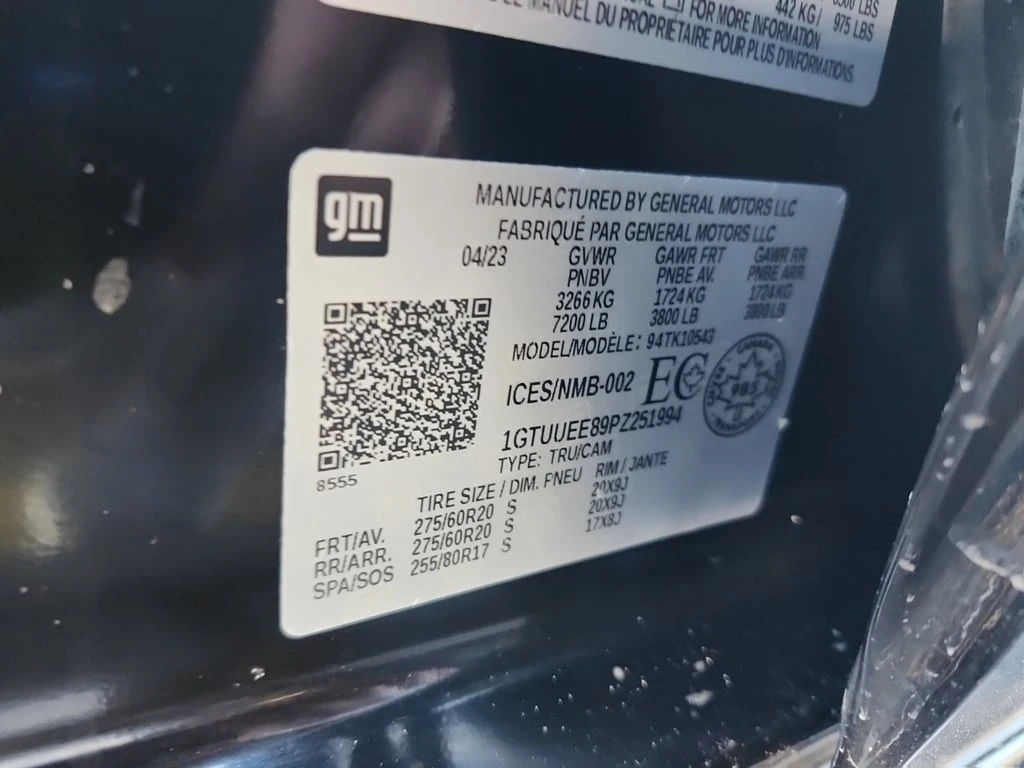 442 KG / 975 LBS
FOR MORE INFORMATION
MANUEL DU PROPRIÉTAIRE POUR PLUS D'INFORMATIONS.
gm
MANUFACTURED BY GENERAL MOTORS LLC
FABRIQUÉ PAR GENERAL MOTORS LLC
04/23 GVWR GAWR FRT GAWR RR
PNBV PNBE AV. PNBE ARR.
3266 KG 1724 KG 1724 KG
7200 LB 3800 LB 3800 LB
MODEL/MODÈLE: 94TK10543
ICES/NMB-002 EC
CANADA
985
1GTUUEE89PZ251994
TYPE: TRU/CAM
8555
TIRE SIZE / DIM. PNEU RIM / JANTE
FRT/AV. 275/60R20 S 20X9J
RR/ARR. 275/60R20 S 20X9J
SPA/SOS 255/80R17 S 17X8J